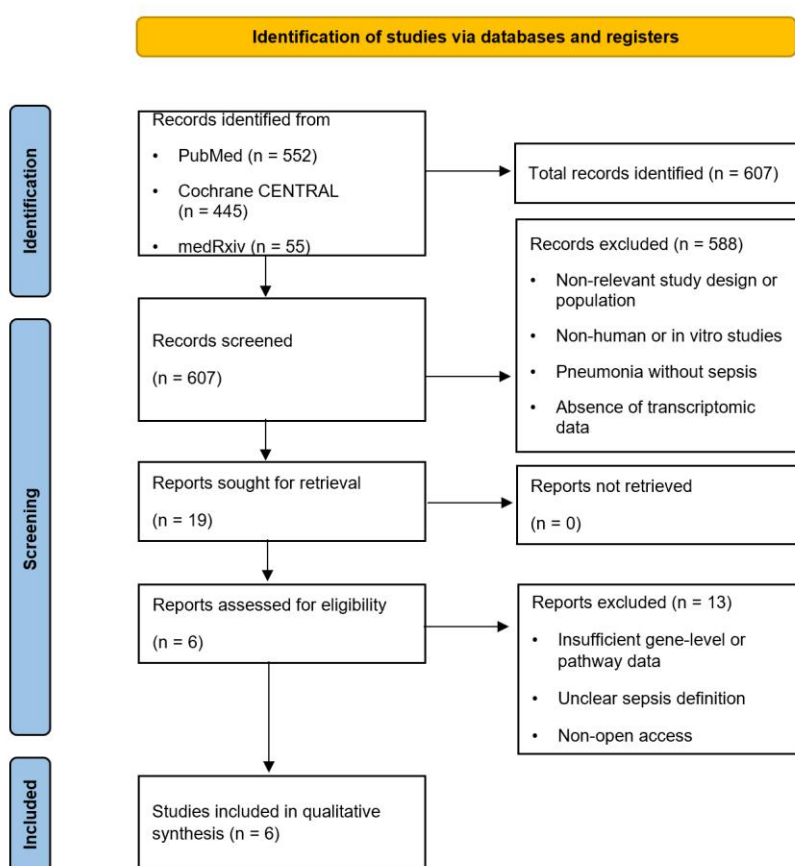 Identification of studies via databases and registers
Identification
Records identified from
• PubMed (n = 552)
• Cochrane CENTRAL
(n = 445)
• medRxiv (n = 55)
Total records identified (n = 607)
Records excluded (n = 588)
• Non-relevant study design or
population
• Non-human or in vitro studies
• Pneumonia without sepsis
• Absence of transcriptomic
data
Screening
Records screened
(n = 607)
Reports sought for retrieval
(n = 19)
Reports not retrieved
(n = 0)
Reports assessed for eligibility
(n = 6)
Reports excluded (n = 13)
• Insufficient gene-level or
pathway data
• Unclear sepsis definition
• Non-open access
Included
Studies included in qualitative
synthesis (n = 6)